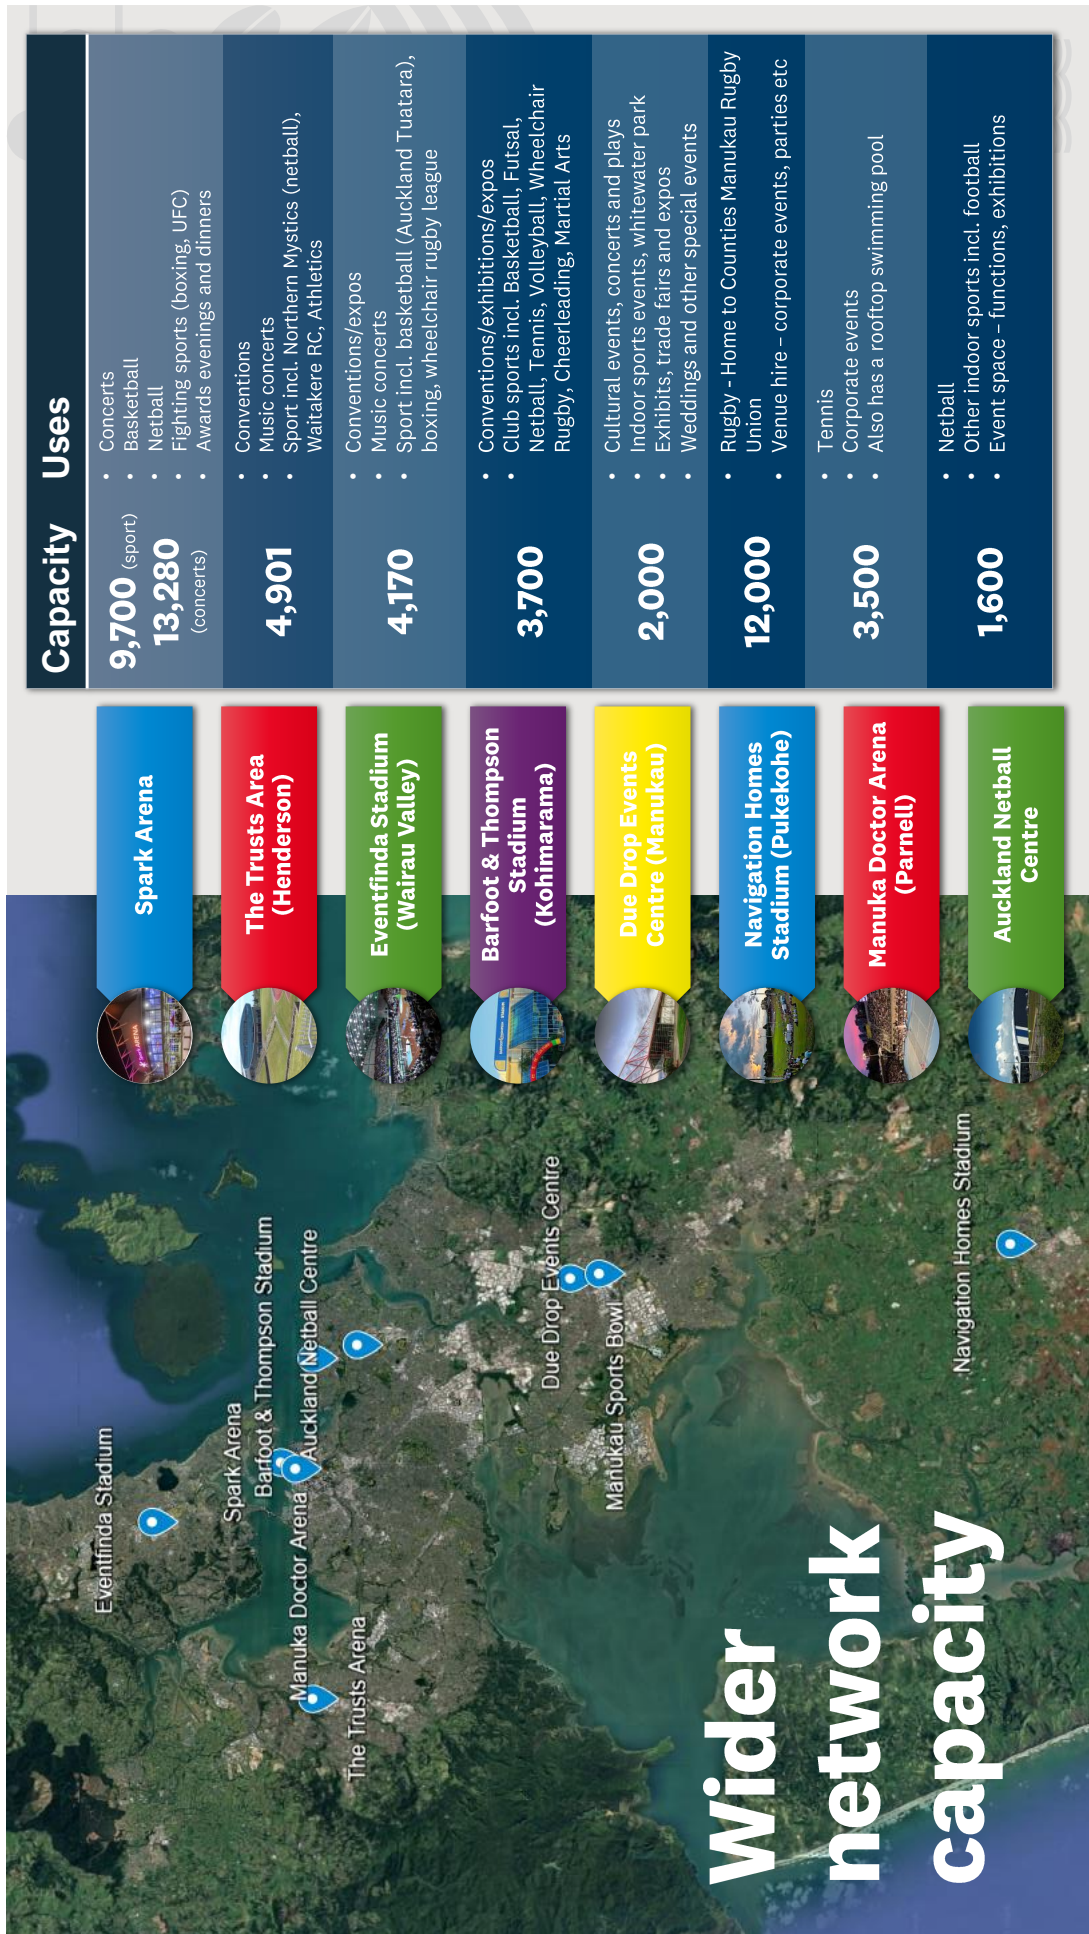 Wider
network
capacity
Eventfinda Stadium
Spark Arena
Barfoot & Thompson Stadium
Auckland Netball Centre
Manuka Doctor Arena
The Trusts Arena
Due Drop Events Centre
Manukau Sports Bowl
Navigation Homes Stadium
Capacity Uses
Spark Arena
9,700 (sport)
13,280
(concerts)
• Concerts
• Basketball
• Netball
• Fighting sports (boxing, UFC)
• Awards evenings and dinners
The Trusts Area
(Henderson)
4,901
• Conventions
• Music concerts
• Sport incl. Northern Mystics (netball),
Waitakere RC, Athletics
Eventfinda Stadium
(Wairau Valley)
4,170
• Conventions/expos
• Music concerts
• Sport incl. basketball (Auckland Tuatara),
boxing, wheelchair rugby league
Barfoot & Thompson
Stadium
(Kohimarama)
3,700
• Conventions/exhibitions/expos
• Club sports incl. Basketball, Futsal,
Netball, Tennis, Volleyball, Wheelchair
Rugby, Cheerleading, Martial Arts
Due Drop Events
Centre (Manukau)
2,000
• Cultural events, concerts and plays
• Indoor sports events, whitewater park
• Exhibits, trade fairs and expos
• Weddings and other special events
Navigation Homes
Stadium (Pukekohe)
12,000
• Rugby - Home to Counties Manukau Rugby
Union
• Venue hire – corporate events, parties etc
Manuka Doctor Arena
(Parnell)
3,500
• Tennis
• Corporate events
• Also has a rooftop swimming pool
Auckland Netball
Centre
1,600
• Netball
• Other indoor sports incl. football
• Event space – functions, exhibitions